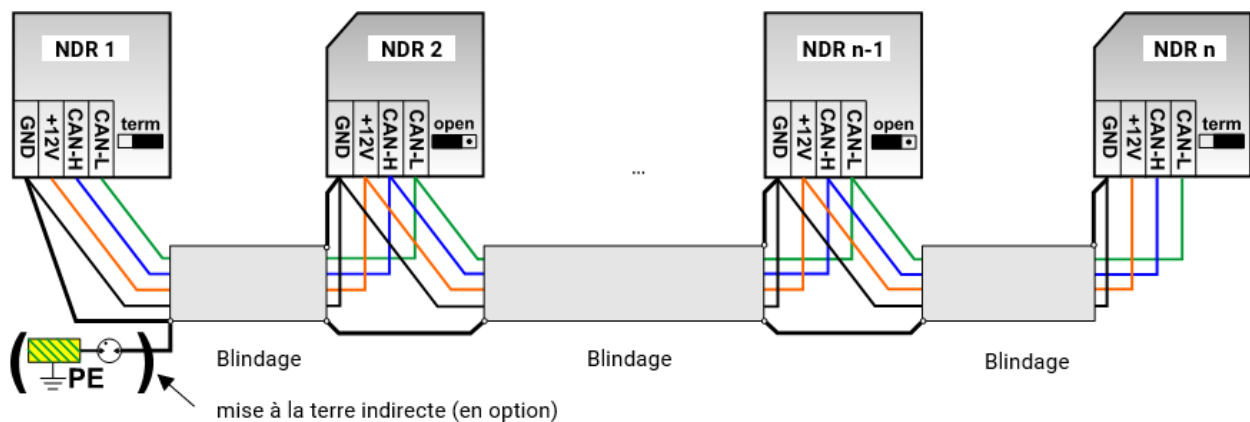 NDR 1
NDR 2
NDR n-1
NDR n
GND
+12V
CAN-H
CAN-L
term
GND
+12V
CAN-H
CAN-L
open
GND
+12V
CAN-H
CAN-L
open
GND
+12V
CAN-H
CAN-L
term
...
( PE )
Blindage
Blindage
Blindage
mise à la terre indirecte (en option)